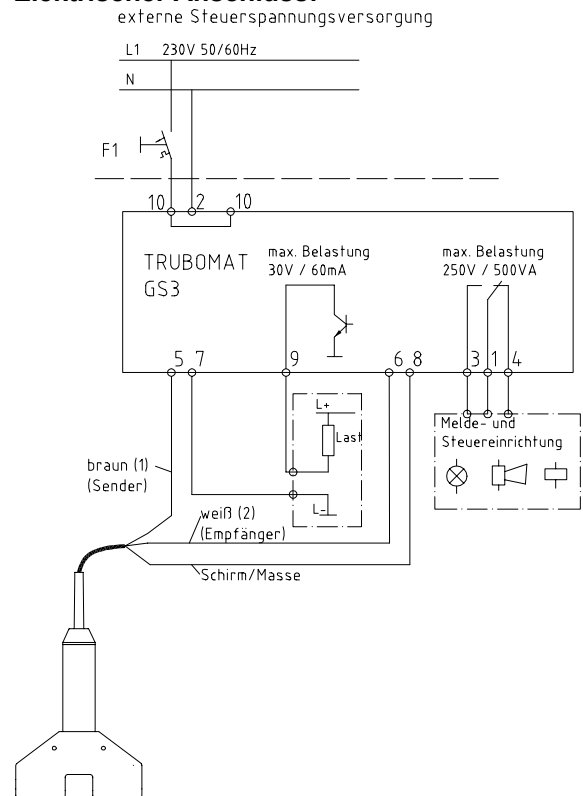 externe Steuerspannungsversorgung
L1 230V 50/60Hz
N
F1
10 2 10
TRUBOMAT
GS3
max. Belastung
30V / 60mA
max. Belastung
250V / 500VA
5 7 9 6 8 3 1 4
L+
Last
L-
Melde- und
Steuereinrichtung
braun (1)
(Sender)
weiß (2)
(Empfänger)
Schirm/Masse